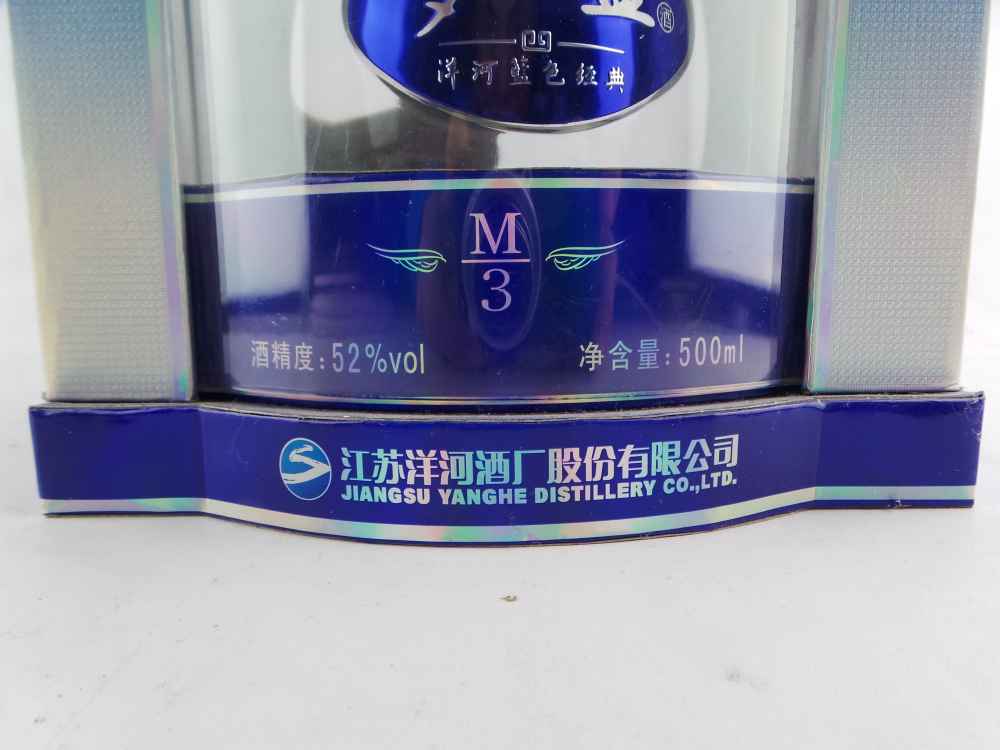 洋河蓝色经典
M
3
酒精度:52%vol
净含量:500ml
江苏洋河酒厂股份有限公司
JIANGSU YANGHE DISTILLERY CO.,LTD.